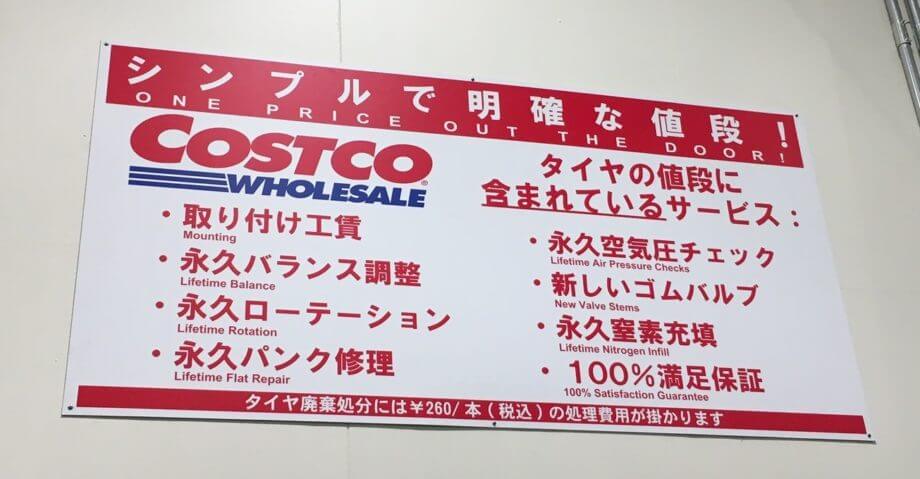 シンプルで明確な値段！
ONE PRICE OUT THE DOOR!
COSTCO
WHOLESALE
タイヤの値段に
含まれているサービス：
・取り付け工賃
Mounting
・永久バランス調整
Lifetime Balance
・永久ローテーション
Lifetime Rotation
・永久パンク修理
Lifetime Flat Repair
・永久空気圧チェック
Lifetime Air Pressure Checks
・新しいゴムバルブ
New Valve Stems
・永久窒素充填
Lifetime Nitrogen Infill
・100％満足保証
100% Satisfaction Guarantee
タイヤ廃棄処分には￥260/本（税込）の処理費用が掛かります